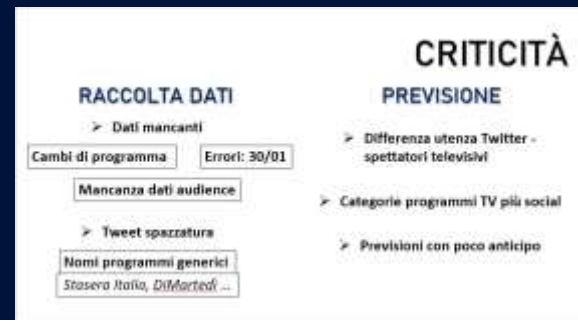 CRITICITÀ
RACCOLTA DATI
➢ Dati mancanti
Cambi di programma
Errori: 30/01
Mancanza dati audience
➢ Tweet spazzatura
Nomi programmi generici
Stasera Italia, DiMartedì ...
PREVISIONE
➢ Differenza utenza Twitter -
spettatori televisivi
➢ Categorie programmi TV più social
➢ Previsioni con poco anticipo